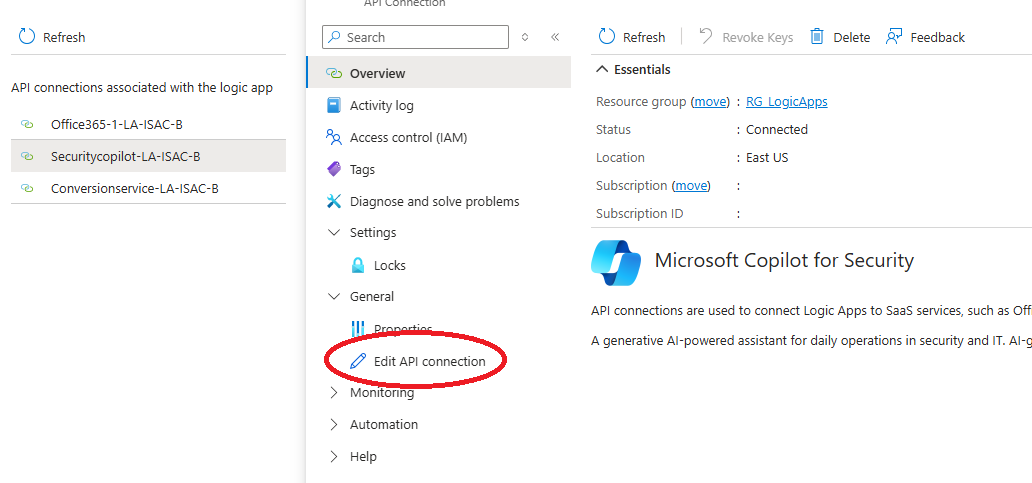 Refresh
API connections associated with the logic app
Office365-1-LA-ISAC-B
Securitycopilot-LA-ISAC-B
Conversionservice-LA-ISAC-B
API Connection
Search
Overview
Activity log
Access control (IAM)
Tags
Diagnose and solve problems
Settings
Locks
General
Properties
Edit API connection
Monitoring
Automation
Help
Refresh
Revoke Keys
Delete
Feedback
Essentials
Resource group (move) : RG_LogicApps
Status : Connected
Location : East US
Subscription (move) :
Subscription ID :
Microsoft Copilot for Security
API connections are used to connect Logic Apps to SaaS services, such as Off
A generative AI-powered assistant for daily operations in security and IT. AI-g